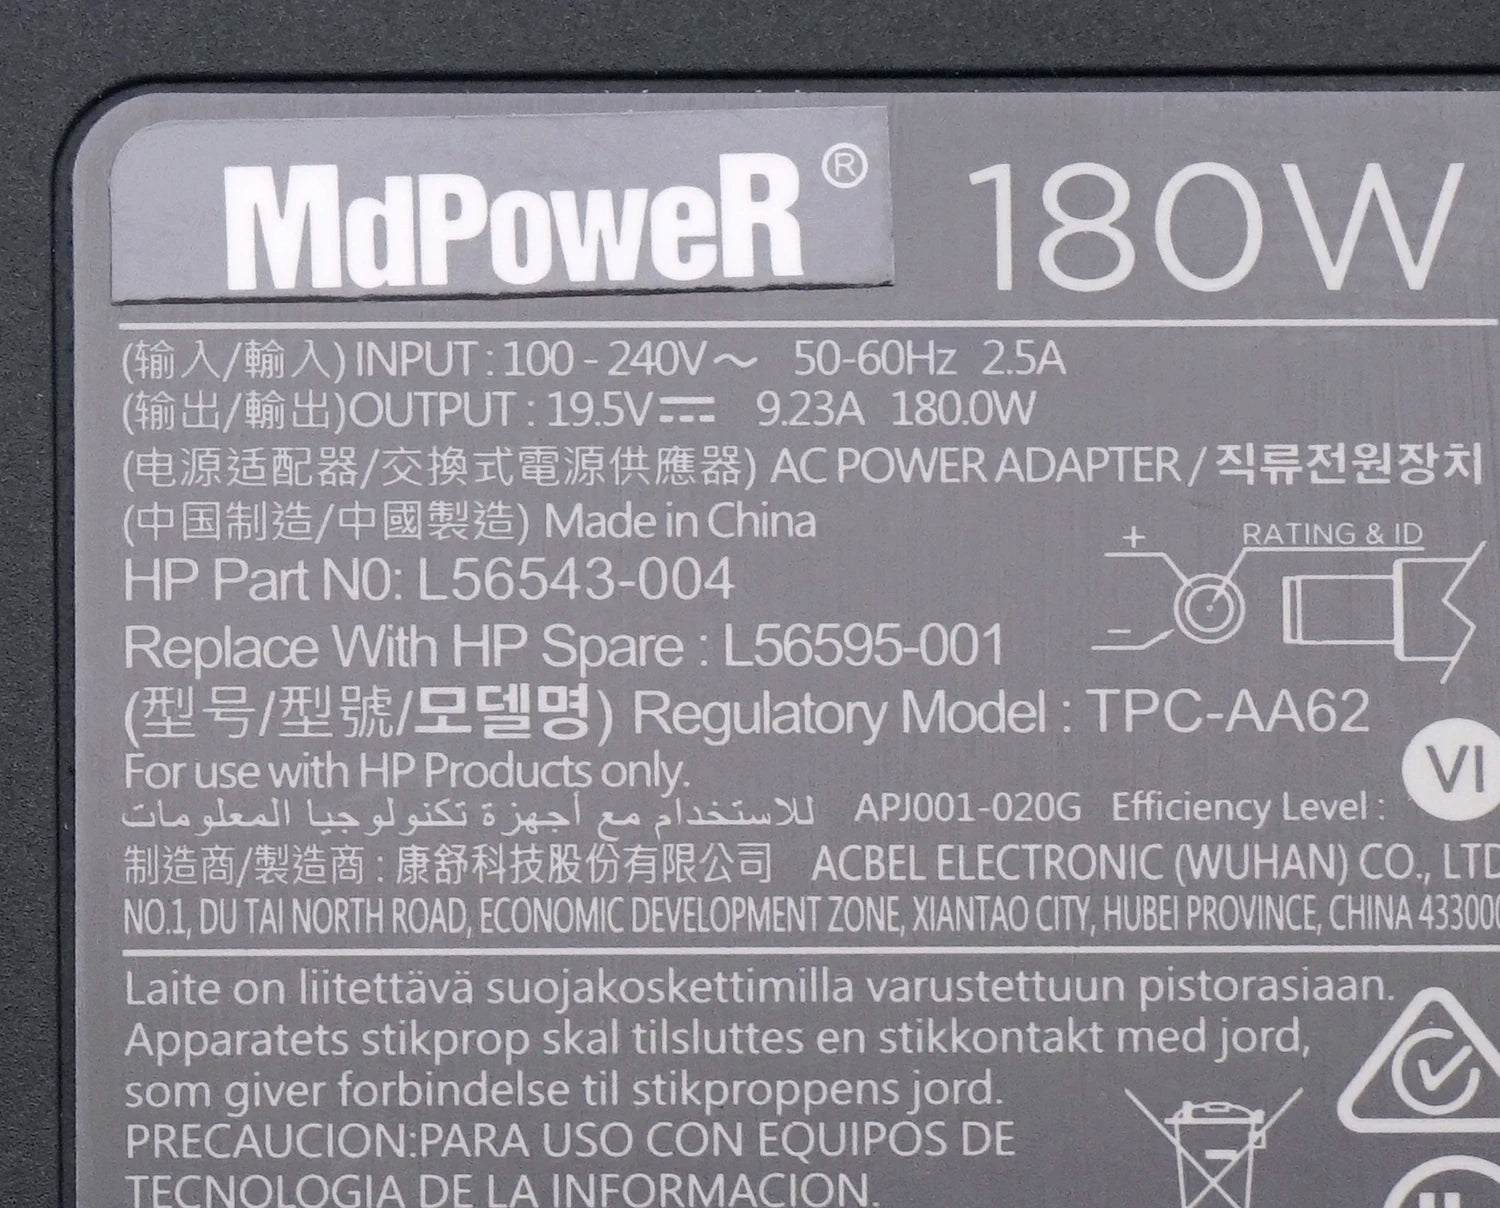 MdPoweR® 180W
(输入/輸入) INPUT : 100 - 240V～ 50-60Hz 2.5A
(输出/輸出)OUTPUT : 19.5V⎓ 9.23A 180.0W
(电源适配器/交換式電源供應器) AC POWER ADAPTER / 직류전원장치
(中国制造/中國製造) Made in China
+ RATING & ID
−
HP Part N0: L56543-004
Replace With HP Spare : L56595-001
(型号/型號/모델명) Regulatory Model : TPC-AA62
For use with HP Products only.
للاستخدام مع أجهزة تكنولوجيا المعلومات APJ001-020G Efficiency Level : VI
制造商/製造商 : 康舒科技股份有限公司 ACBEL ELECTRONIC (WUHAN) CO., LTD
NO.1, DU TAI NORTH ROAD, ECONOMIC DEVELOPMENT ZONE, XIANTAO CITY, HUBEI PROVINCE, CHINA 433000
Laite on liitettävä suojakoskettimilla varustettuun pistorasiaan.
Apparatets stikprop skal tilsluttes en stikkontakt med jord,
som giver forbindelse til stikproppens jord.
PRECAUCION:PARA USO CON EQUIPOS DE
TECNOLOGIA DE LA INFORMACION.